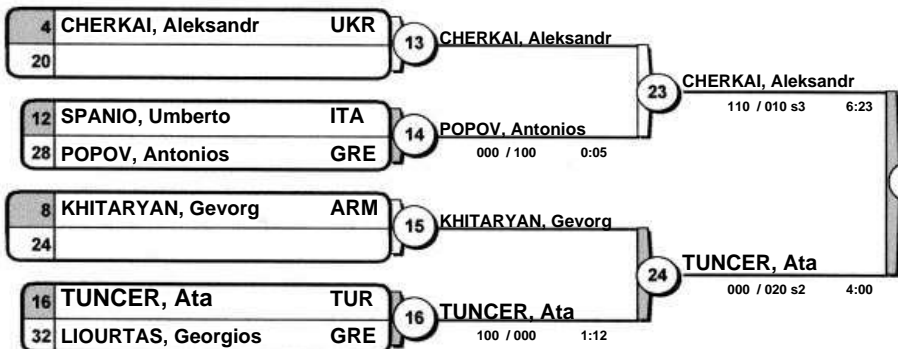 4 CHERKAI, Aleksandr UKR
20
13 CHERKAI, Aleksandr
12 SPANIO, Umberto ITA
28 POPOV, Antonios GRE
14 POPOV, Antonios
000 / 100 0:05
23 CHERKAI, Aleksandr
110 / 010 s3 6:23
8 KHITARYAN, Gevorg ARM
24
15 KHITARYAN, Gevorg
16 TUNCER, Ata TUR
32 LIOURTAS, Georgios GRE
16 TUNCER, Ata
100 / 000 1:12
24 TUNCER, Ata
000 / 020 s2 4:00